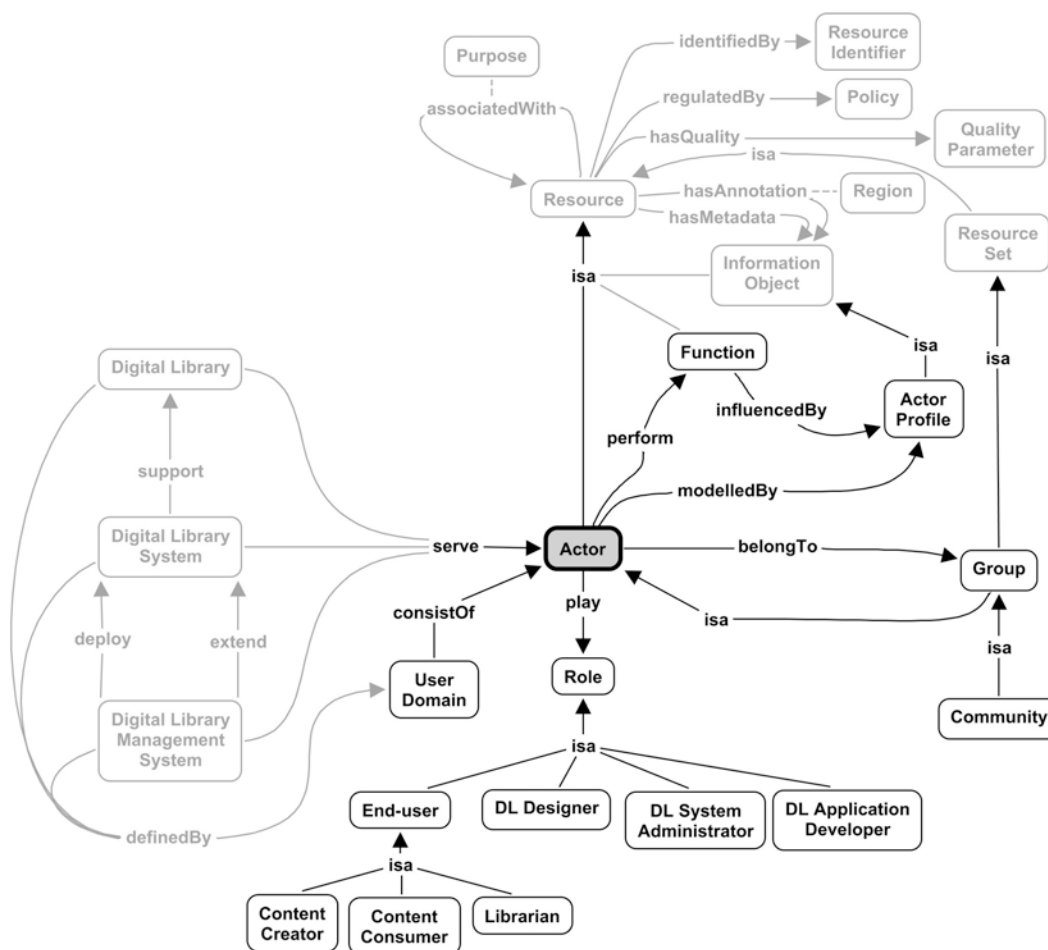 identifiedBy
Resource
Identifier
Purpose
regulatedBy
Policy
associatedWith
hasQuality
Quality
Parameter
isa
Resource
hasAnnotation
Region
hasMetadata
Resource
Set
isa
Information
Object
Function
isa
isa
Digital Library
influencedBy
Actor
Profile
perform
support
modelledBy
Digital Library
System
serve
Actor
belongTo
Group
consistOf
play
isa
deploy
extend
isa
User
Domain
Role
Digital Library
Management
System
Community
isa
End-user
DL Designer
DL System
Administrator
DL Application
Developer
definedBy
isa
Content
Creator
Content
Consumer
Librarian